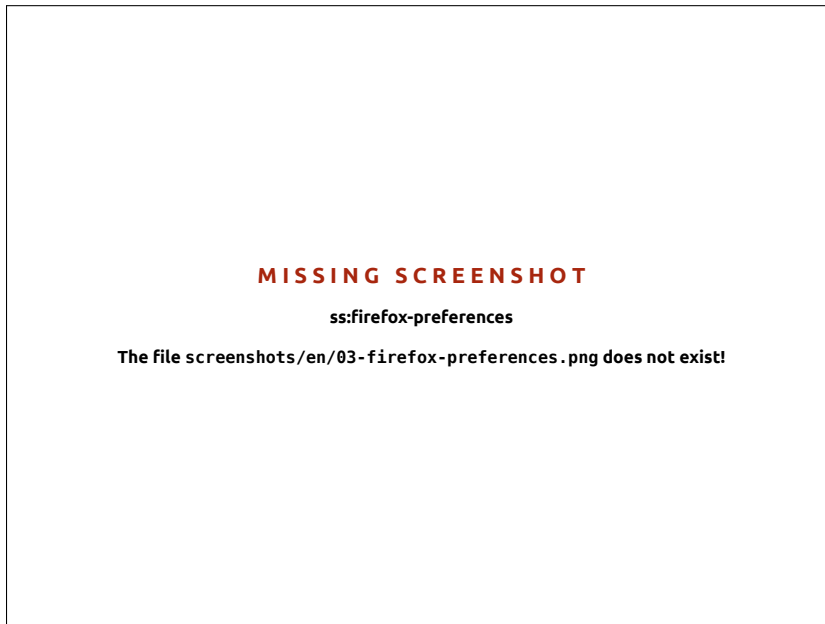 MISSING SCREENSHOT
ss:firefox-preferences
The file screenshots/en/03-firefox-preferences.png does not exist!